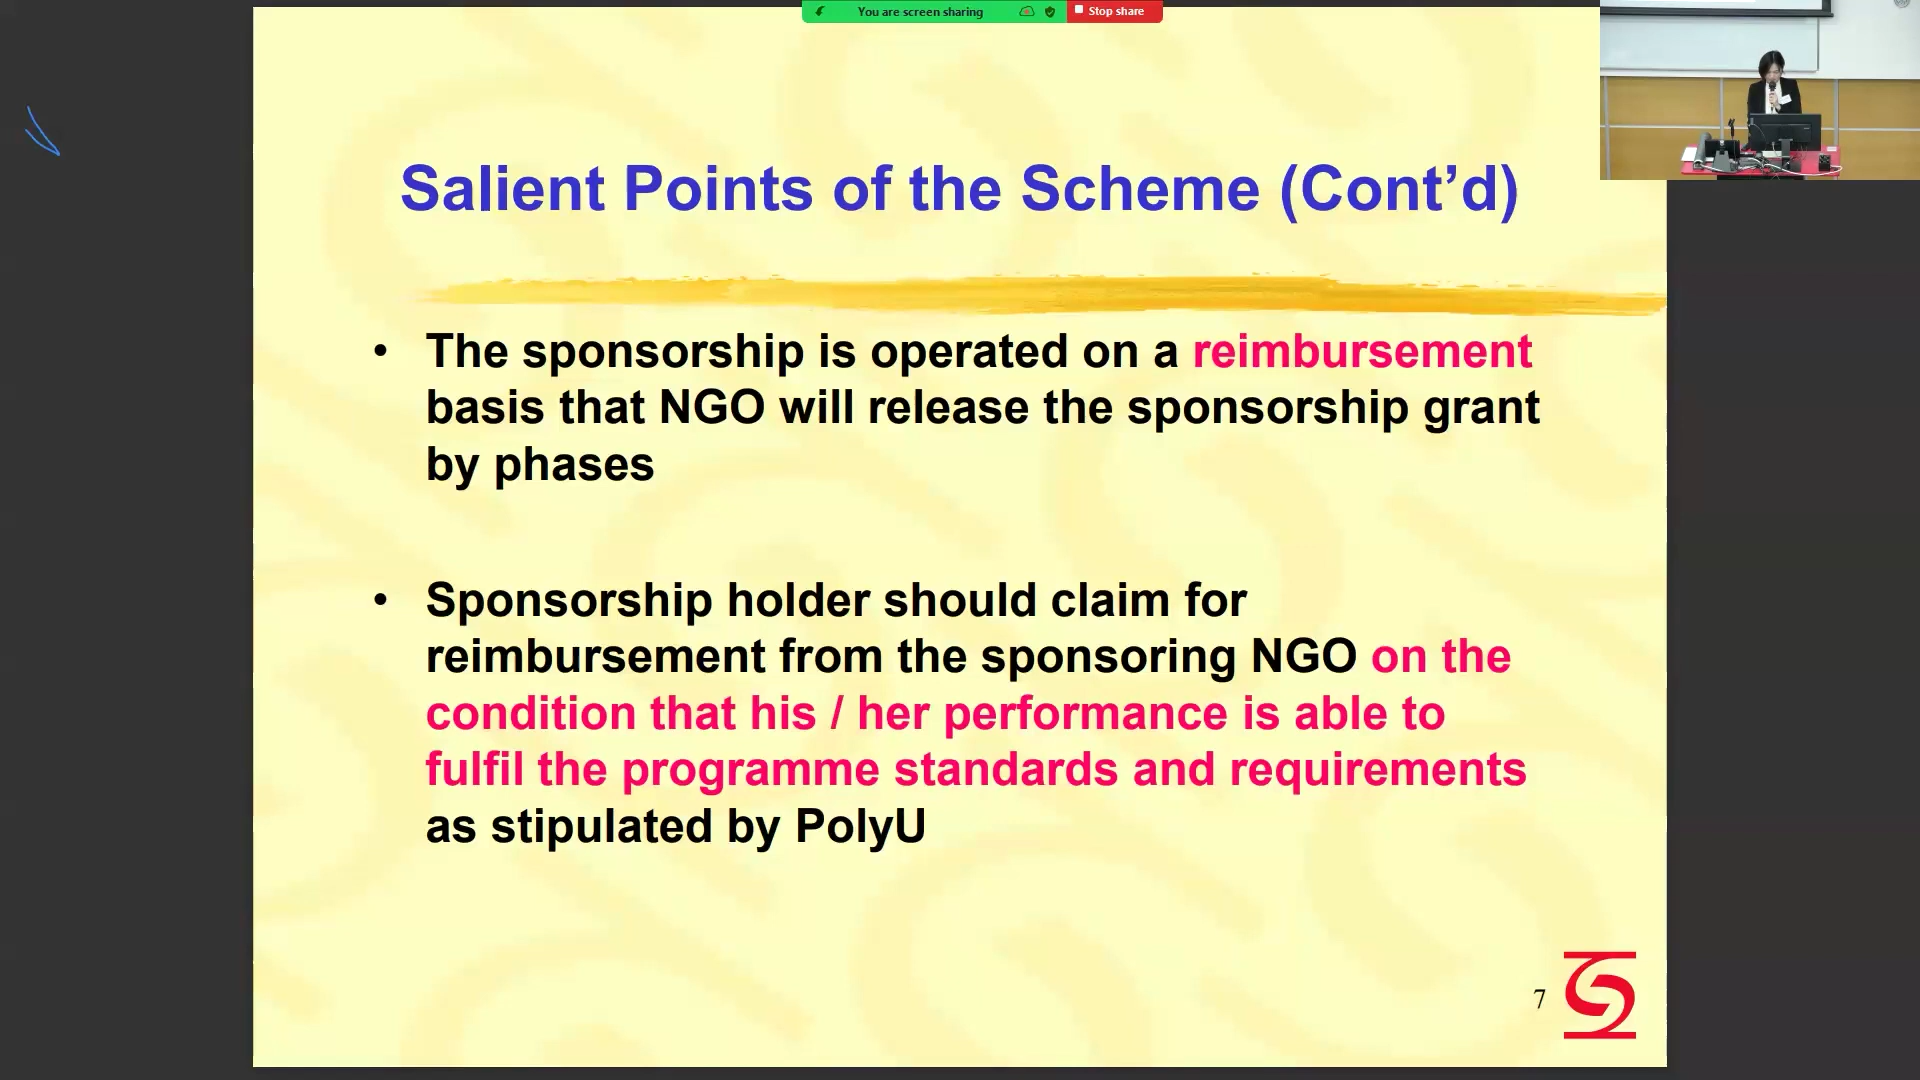 You are screen sharing
Stop share
Salient Points of the Scheme (Cont’d)
• The sponsorship is operated on a reimbursement
basis that NGO will release the sponsorship grant
by phases
• Sponsorship holder should claim for
reimbursement from the sponsoring NGO on the
condition that his / her performance is able to
fulfil the programme standards and requirements
as stipulated by PolyU
7